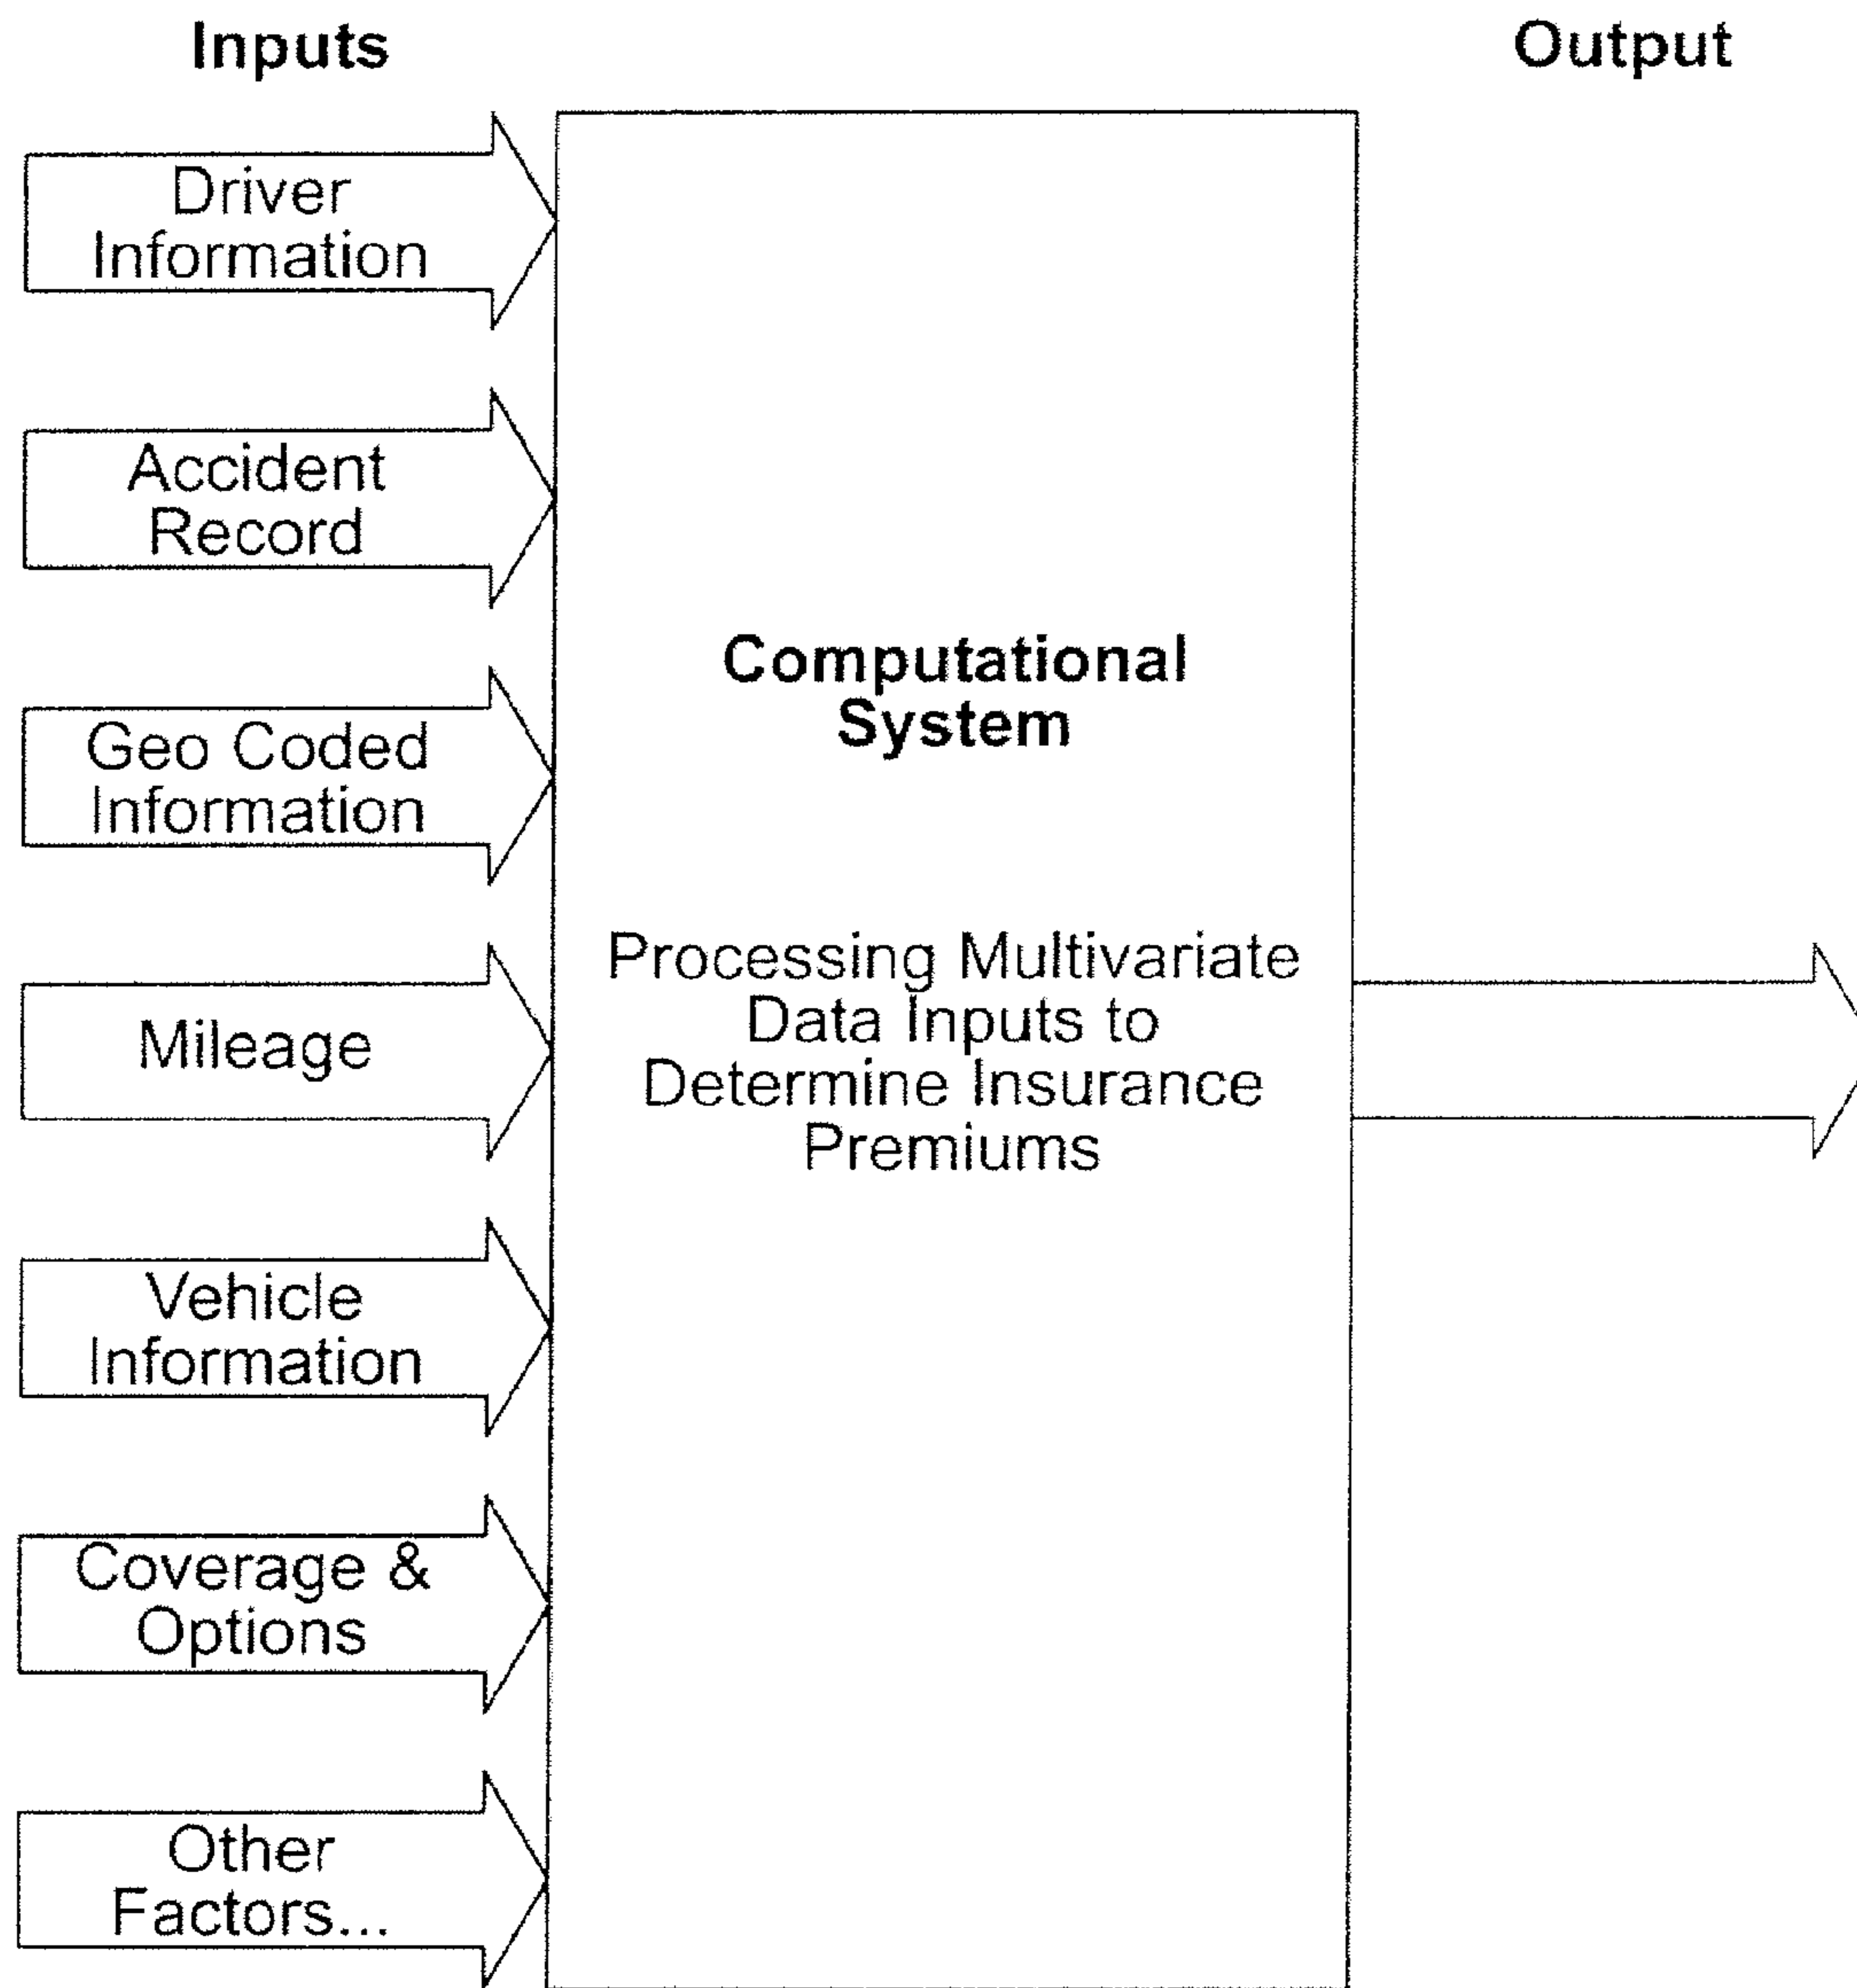 Inputs
Output
Driver
Information
Accident
Record
Geo Coded
Information
Mileage
Vehicle
Information
Coverage &
Options
Other
Factors...
Computational
System
Processing Multivariate
Data Inputs to
Determine Insurance
Premiums